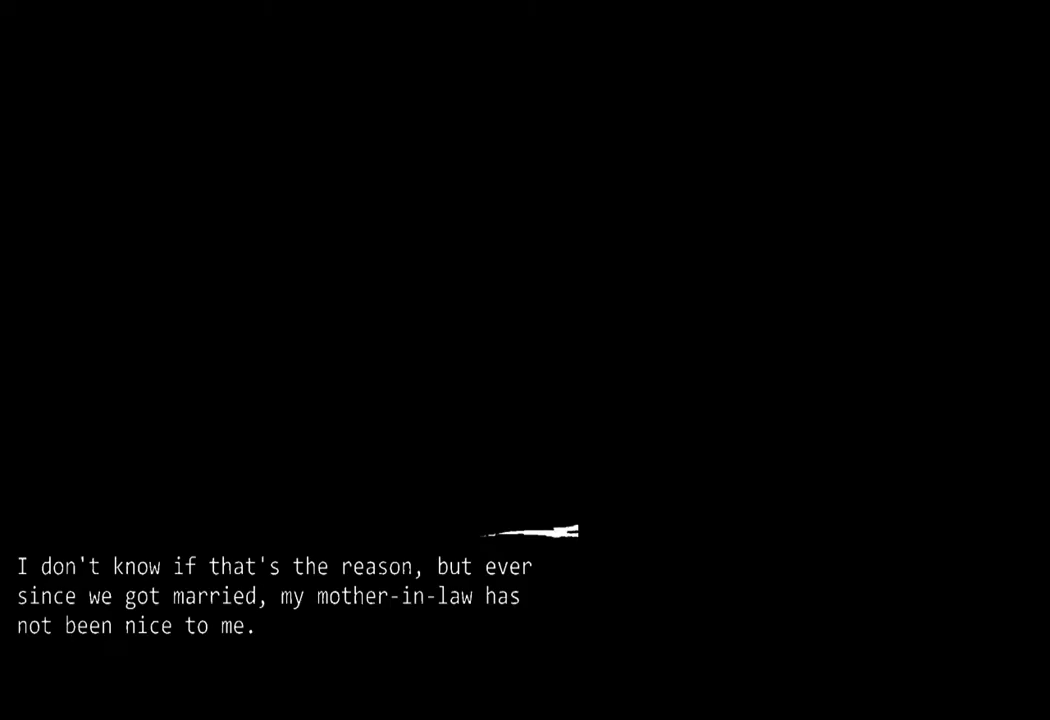 I don't know if that's the reason, but ever
since we got married, my mother-in-law has
not been nice to me.